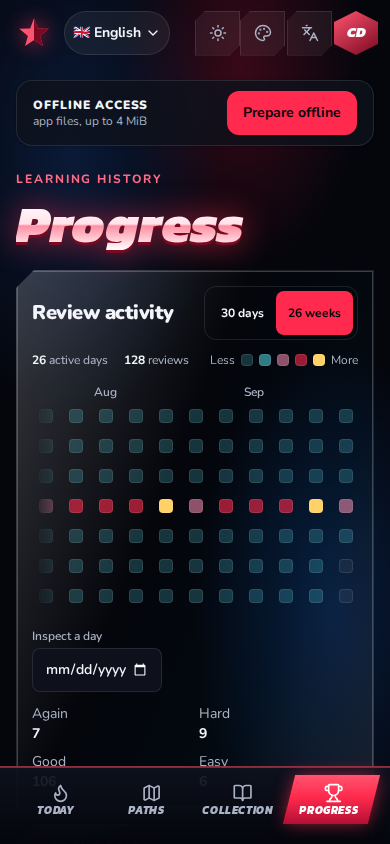 🇬🇧 English
CD
OFFLINE ACCESS
app files, up to 4 MiB
Prepare offline
LEARNING HISTORY
Progress
Review activity
30 days
26 weeks
26 active days
128 reviews
Less
More
Aug
Sep
Inspect a day
mm/dd/yyyy
Again
Hard
7
9
Good
Easy
106
6
TODAY
PATHS
COLLECTION
PROGRESS